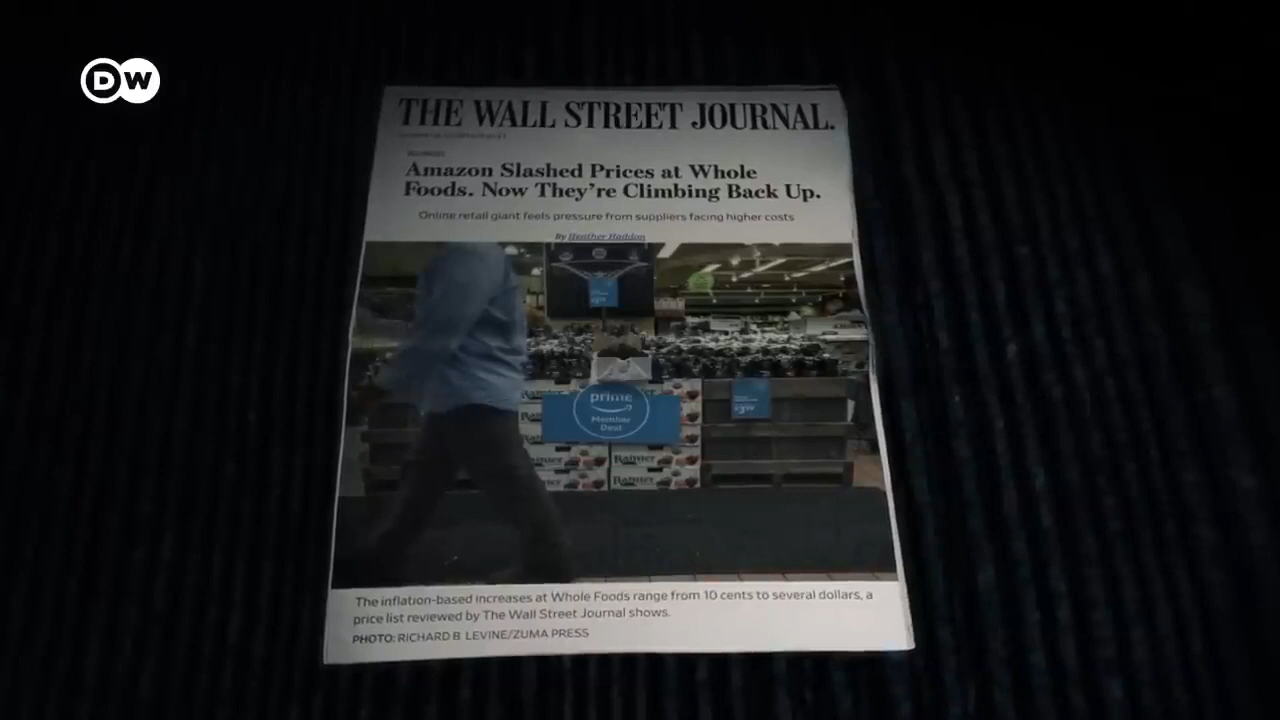 DW
THE WALL STREET JOURNAL.
Amazon Slashed Prices at Whole
Foods. Now They're Climbing Back Up.
Online retail giant feels pressure from suppliers facing higher costs
By Heather Haddon
prime
Member
Deal
Rainier
Rainier
Rainier
The inflation-based increases at Whole Foods range from 10 cents to several dollars, a
price list reviewed by The Wall Street Journal shows.
PHOTO: RICHARD B. LEVINE/ZUMA PRESS